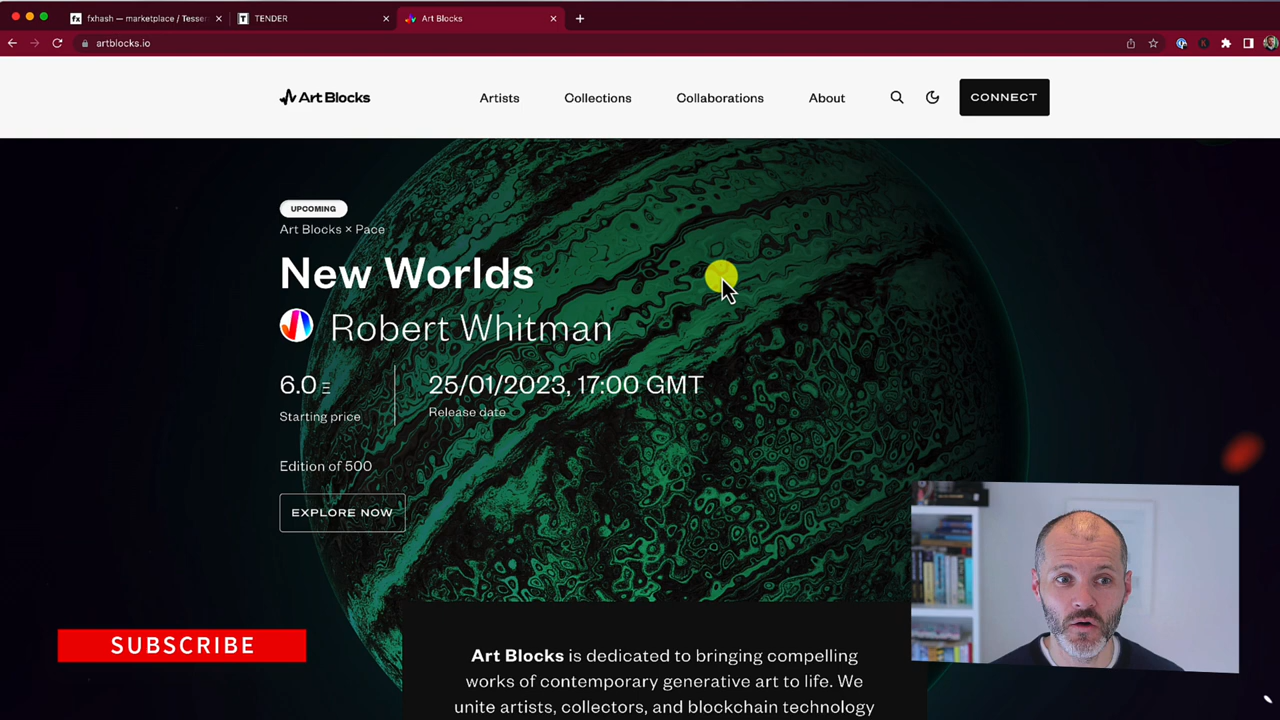 fxhash — marketplace / Tesser
TENDER
Art Blocks
artblocks.io
Art Blocks
Artists
Collections
Collaborations
About
CONNECT
UPCOMING
Art Blocks × Pace
New Worlds
Robert Whitman
6.0 Ξ
25/01/2023, 17:00 GMT
Starting price
Release date
Edition of 500
EXPLORE NOW
SUBSCRIBE
Art Blocks is dedicated to bringing compelling
works of contemporary generative art to life. We
unite artists, collectors, and blockchain technology